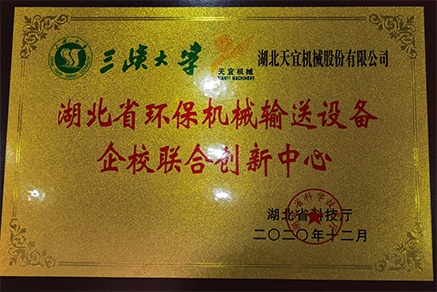 三峡大学 天宜机械 TIANYI MACHINERY 湖北天宜机械股份有限公司
湖北省环保机械输送设备
企校联合创新中心
湖北省科技厅
二〇二〇年十二月